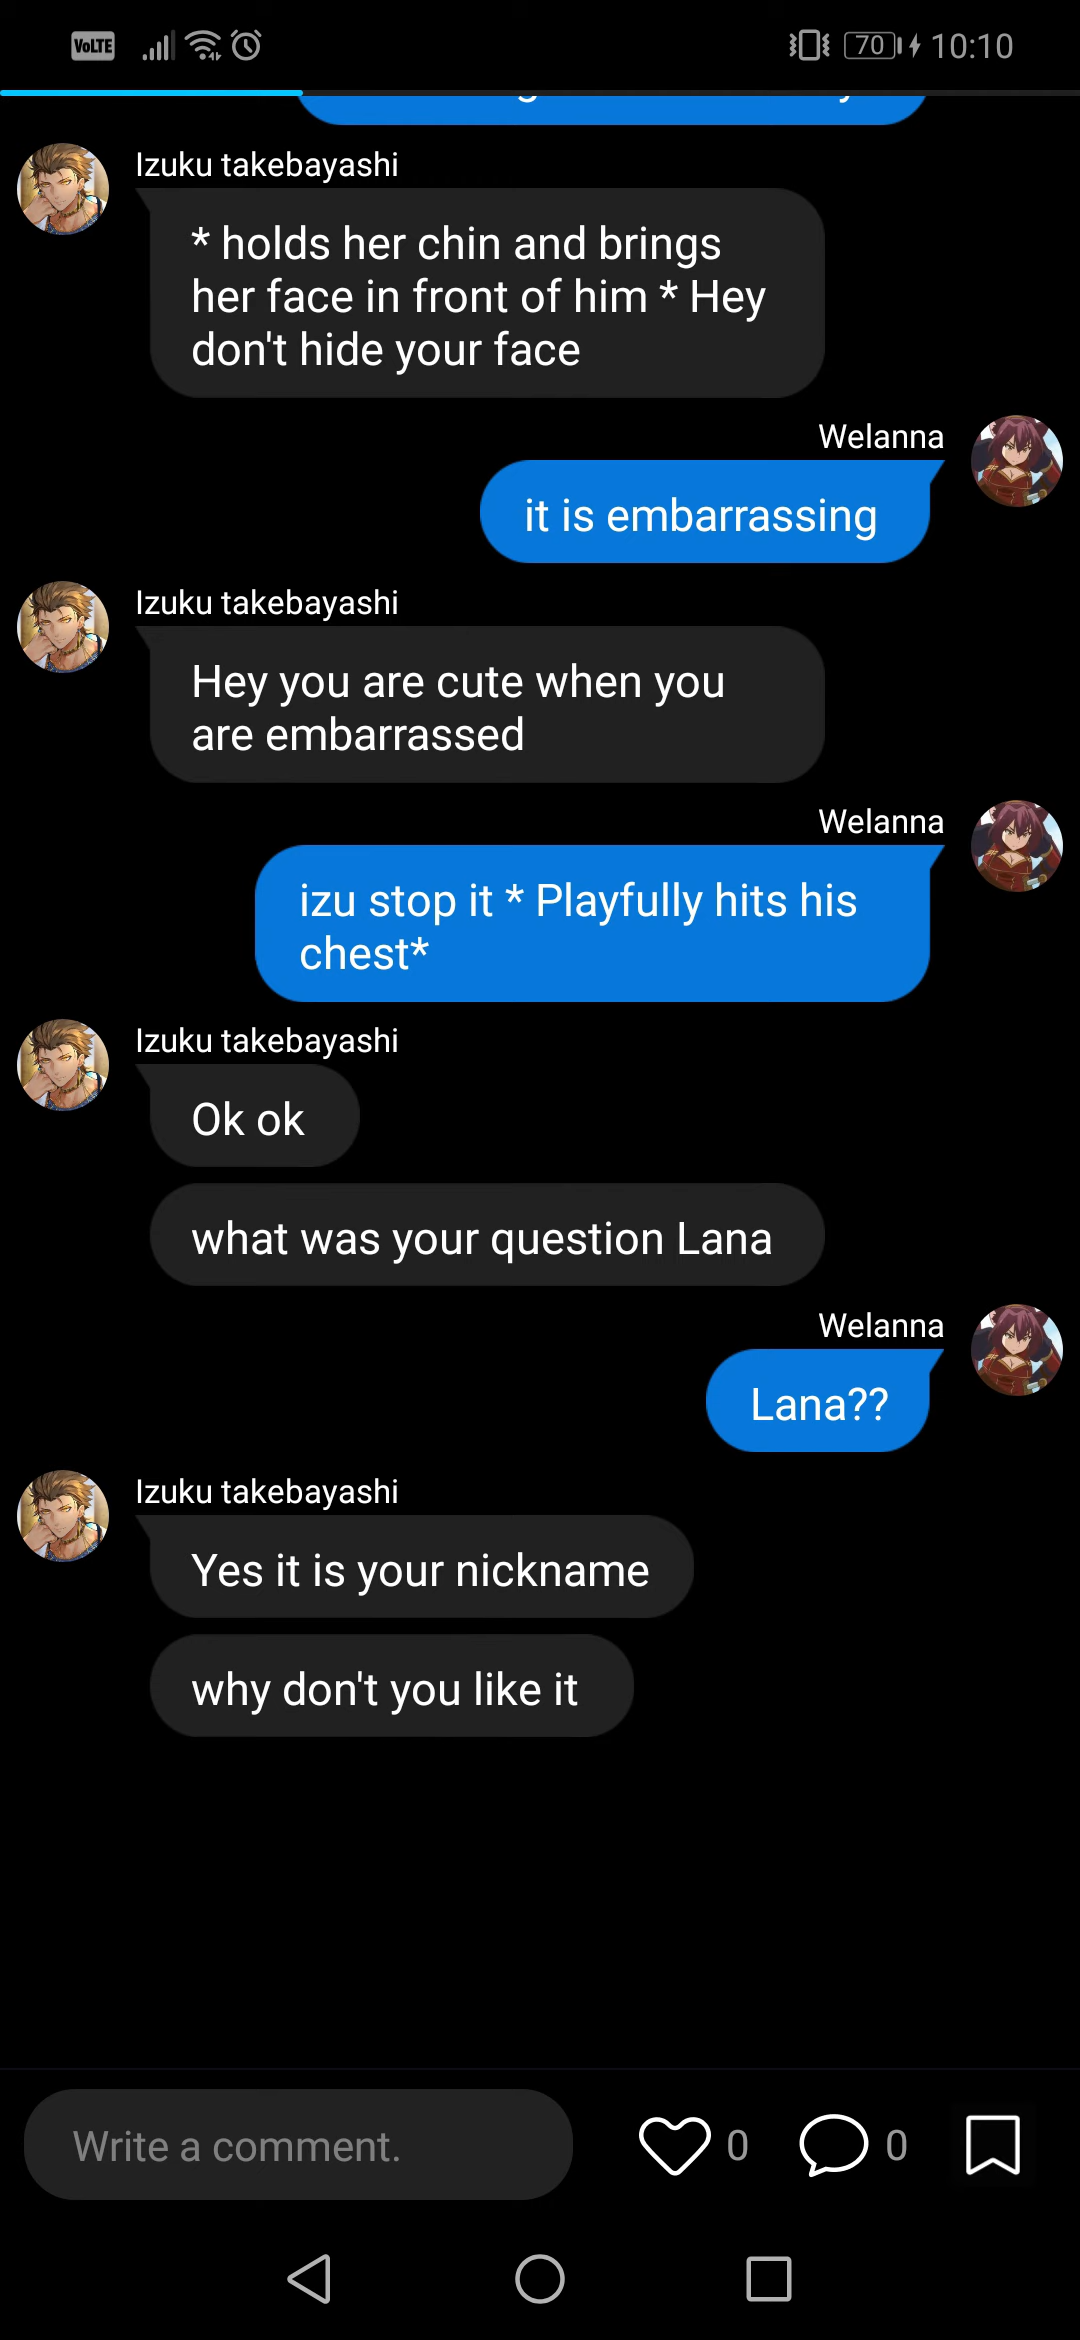 VoLTE 70 10:10
Izuku takebayashi
* holds her chin and brings
her face in front of him * Hey
don't hide your face
Welanna
it is embarrassing
Izuku takebayashi
Hey you are cute when you
are embarrassed
Welanna
izu stop it * Playfully hits his
chest*
Izuku takebayashi
Ok ok
what was your question Lana
Welanna
Lana??
Izuku takebayashi
Yes it is your nickname
why don't you like it
Write a comment. 0 0